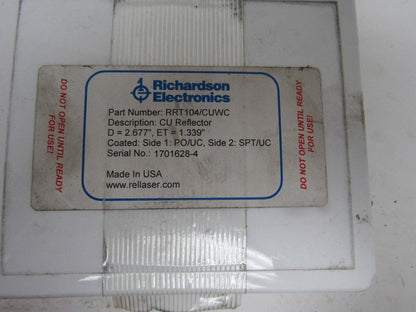 Richardson
Electronics
Part Number: RRT104/CUWC
Description: CU Reflector
D = 2.677", ET = 1.339"
Coated: Side 1: PO/UC, Side 2: SPT/UC
Serial No.: 1701628-4
Made In USA
www.rellaser.com
DO NOT OPEN UNTIL READY
FOR USE!
DO NOT OPEN UNTIL READY
FOR USE!